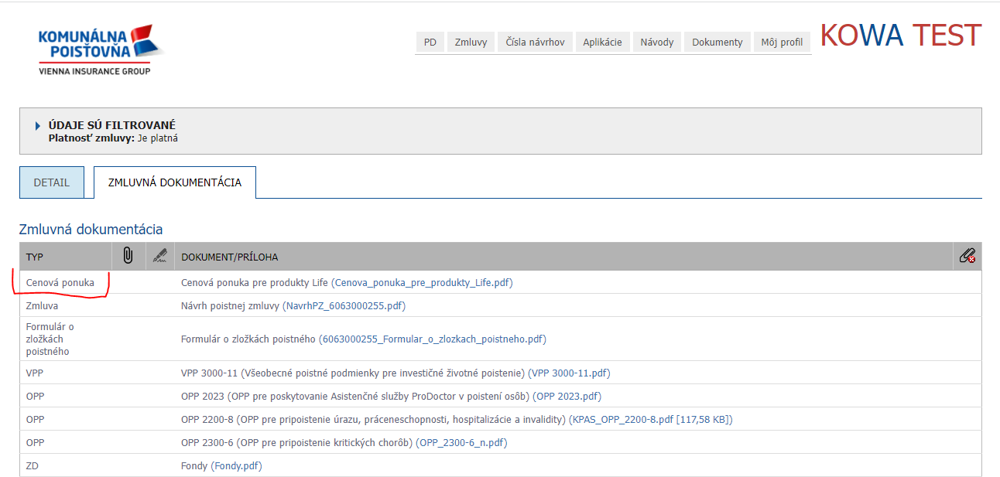 KOMUNÁLNA
POISŤOVŇA
VIENNA INSURANCE GROUP
PD Zmluvy Čísla návrhov Aplikácie Návody Dokumenty Môj profil
KOWA TEST
ÚDAJE SÚ FILTROVANÉ
Platnosť zmluvy: Je platná
DETAIL ZMLUVNÁ DOKUMENTÁCIA
Zmluvná dokumentácia
TYP DOKUMENT/PRÍLOHA
Cenová ponuka Cenová ponuka pre produkty Life (Cenova_ponuka_pre_produkty_Life.pdf)
Zmluva Návrh poistnej zmluvy (NavrhPZ_6063000255.pdf)
Formulár o
zložkách
poistného
Formulár o zložkách poistného (6063000255_Formular_o_zlozkach_poistneho.pdf)
VPP VPP 3000-11 (Všeobecné poistné podmienky pre investičné životné poistenie) (VPP 3000-11.pdf)
OPP OPP 2023 (OPP pre poskytovanie Asistenčné služby ProDoctor v poistení osôb) (OPP 2023.pdf)
OPP OPP 2200-8 (OPP pre pripoistenie úrazu, práceneschopnosti, hospitalizácie a invalidity) (KPAS_OPP_2200-8.pdf [117,58 KB])
OPP OPP 2300-6 (OPP pre pripoistenie kritických chorôb) (OPP_2300-6_n.pdf)
ZD Fondy (Fondy.pdf)